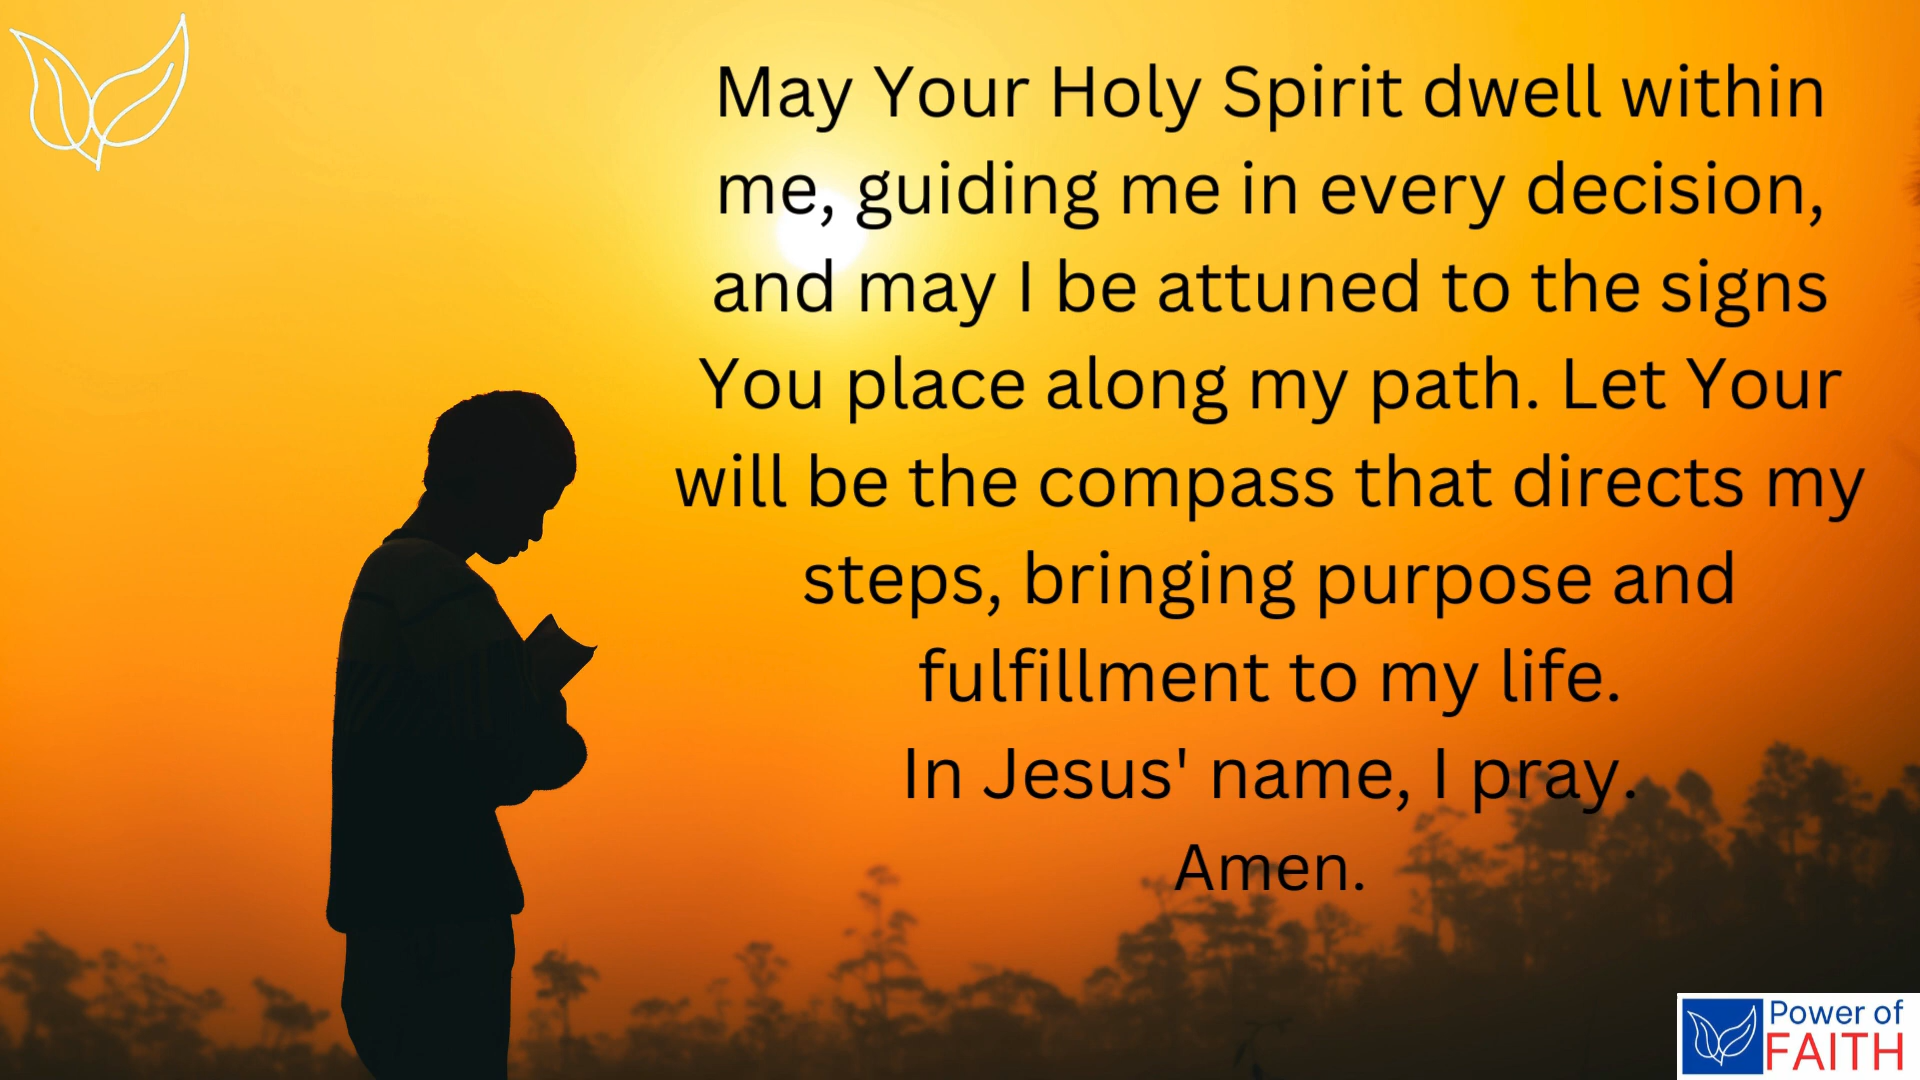 May Your Holy Spirit dwell within
me, guiding me in every decision,
and may I be attuned to the signs
You place along my path. Let Your
will be the compass that directs my
steps, bringing purpose and
fulfillment to my life.
In Jesus' name, I pray.
Amen.
Power of
FAITH